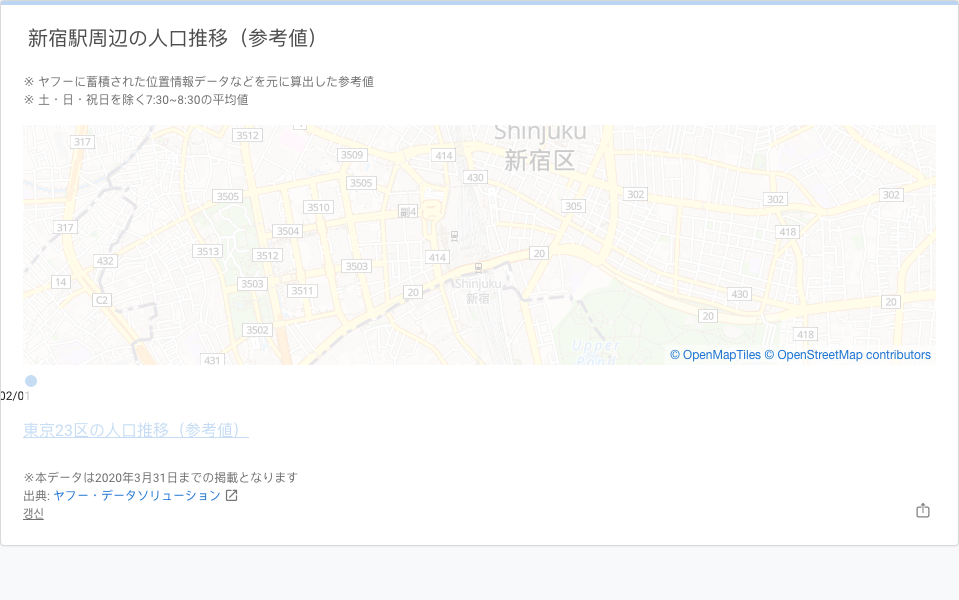 新宿駅周辺の人口推移（参考値）
※ ヤフーに蓄積された位置情報データなどを元に算出した参考値
※ 土・日・祝日を除く7:30~8:30の平均値
Shinjuku
新宿区
317
3512
3509
414
430
3505
3505
302
302
302
3510
副4
305
317
3504
418
3513
3512
414
20
432
3503
14
3503
3511
20
Shinjuku
新宿
430
C2
20
20
3502
418
431
Upper
© OpenMapTiles © OpenStreetMap contributors
02/01
東京23区の人口推移（参考値）
※本データは2020年3月31日までの掲載となります
出典: ヤフー・データソリューション
갱신